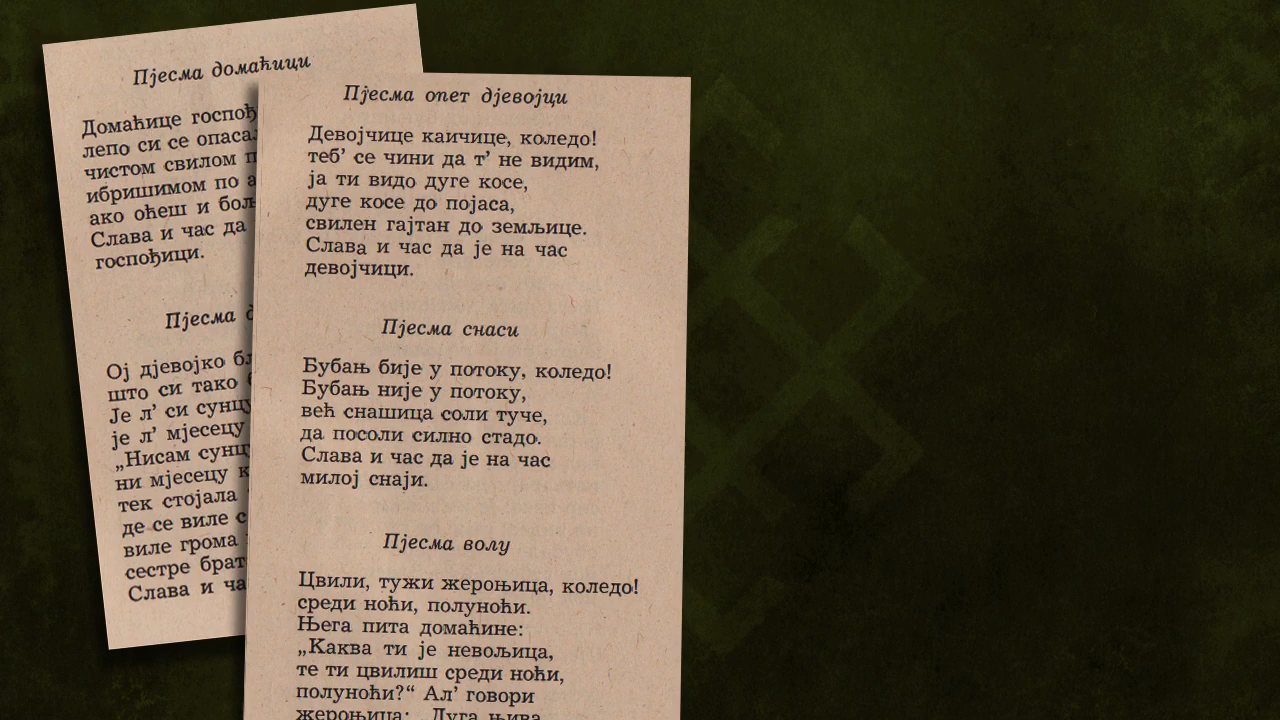 Пјесма домаћици
Домаћице госпођ
лепо си се опаса
чистом свилом
ибришимом по
ако оћеш и бољ
Слава и час да
госпођици.
Пјесма
Ој дјевојко
што си тако
Је л’ си сунцу
је л’ мјесецу
„Нисам сунцу
ни мјесецу к
тек стојала
де се виле с
виле грома
сестре брат
Слава и ча
Пјесма опет дјевојци
Девојчице каичице, коледо!
теб’ се чини да т’ не видим,
ја ти видо дуге косе,
дуге косе до појаса,
свилен гајтан до земљице.
Слава и час да је на час
девојчици.
Пјесма снаси
Бубањ бије у потоку, коледо!
Бубањ није у потоку,
већ снашица соли туче,
да посоли силно стадо.
Слава и час да је на час
милој снаји.
Пјесма волу
Цвили, тужи жероњица, коледо!
среди ноћи, полуноћи.
Њега пита домаћине:
„Каква ти је невољица,
те ти цвилиш среди ноћи,
полуноћи?“ Ал’ говори
жероњица: „Дуга њива